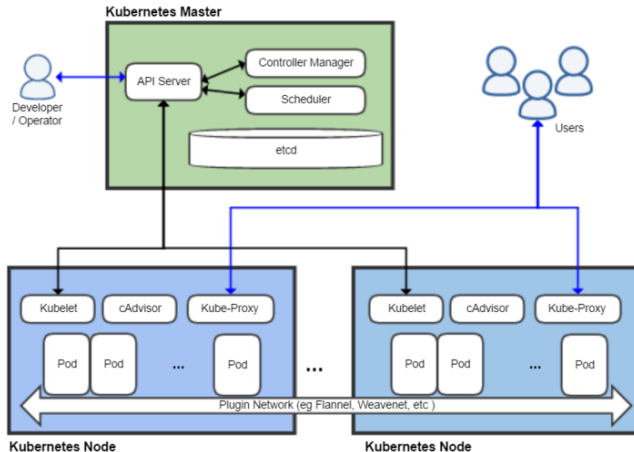 Kubernetes Master
API Server
Controller Manager
Scheduler
etcd
Developer
/ Operator
Users
Kubelet
cAdvisor
Kube-Proxy
Pod
Pod
...
Pod
...
Kubelet
cAdvisor
Kube-Proxy
Pod
Pod
...
Pod
Plugin Network (eg Flannel, Weavenet, etc )
Kubernetes Node
Kubernetes Node